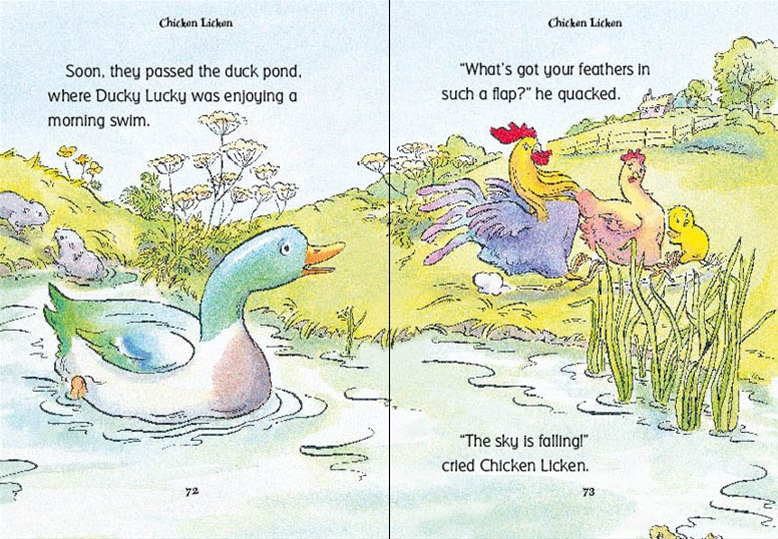 Chicken Licken
Soon, they passed the duck pond,
where Ducky Lucky was enjoying a
morning swim.
72
Chicken Licken
“What’s got your feathers in
such a flap?” he quacked.
“The sky is falling!”
cried Chicken Licken.
73